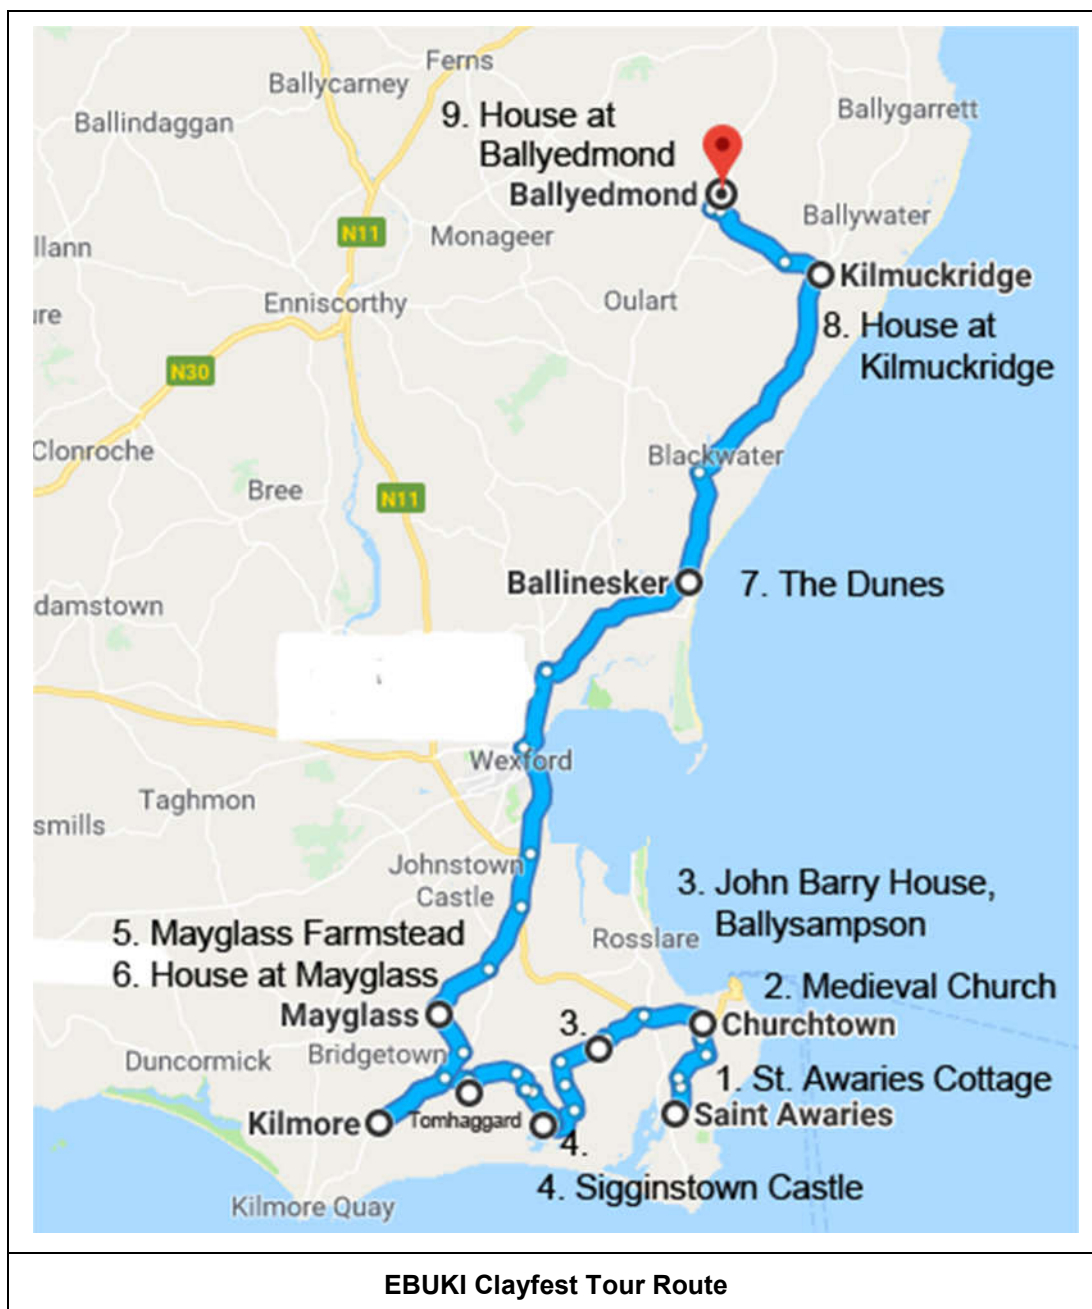 Ferns
Ballycarney
Ballindaggan
9. House at
Ballyedmond
Ballygarrett
Ballyedmond
Ballywater
N11
Monageer
llann
Kilmuckridge
Enniscorthy
Oulart
ire
8. House at
Kilmuckridge
N30
Clonroche
Blackwater
Bree
N11
Ballinesker
7. The Dunes
damstown
Wexford
Taghmon
smills
Johnstown
Castle
3. John Barry House,
Ballysampson
5. Mayglass Farmstead
Rosslare
6. House at Mayglass
2. Medieval Church
Mayglass
3.
Churchtown
Duncormick
Bridgetown
1. St. Awaries Cottage
Kilmore
Tomhaggard
Saint Awaries
4.
4. Sigginstown Castle
Kilmore Quay
EBUKI Clayfest Tour Route